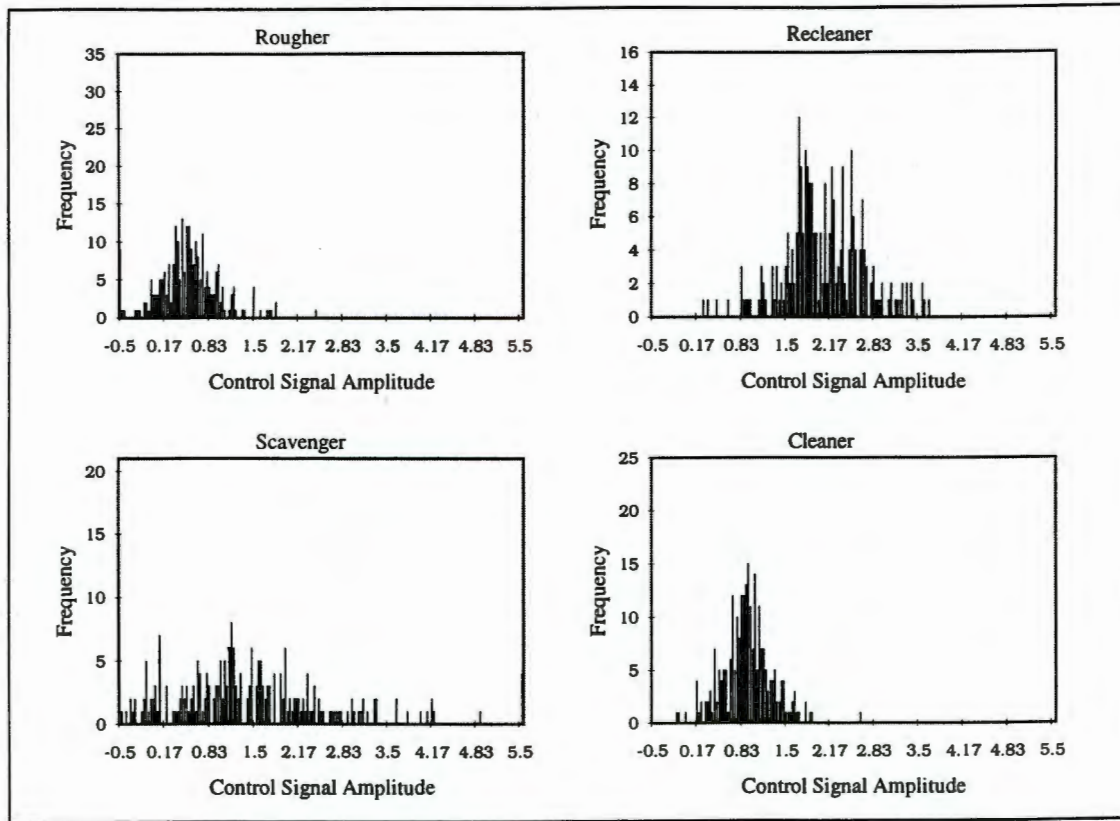 Rougher
35
30
25
20
15
10
5
0
Frequency
-0.5 0.17 0.83 1.5 2.17 2.83 3.5 4.17 4.83 5.5
Control Signal Amplitude
Recleaner
16
14
12
10
8
6
4
2
0
Frequency
-0.5 0.17 0.83 1.5 2.17 2.83 3.5 4.17 4.83 5.5
Control Signal Amplitude
Scavenger
20
15
10
5
0
Frequency
-0.5 0.17 0.83 1.5 2.17 2.83 3.5 4.17 4.83 5.5
Control Signal Amplitude
Cleaner
25
20
15
10
5
0
Frequency
-0.5 0.17 0.83 1.5 2.17 2.83 3.5 4.17 4.83 5.5
Control Signal Amplitude